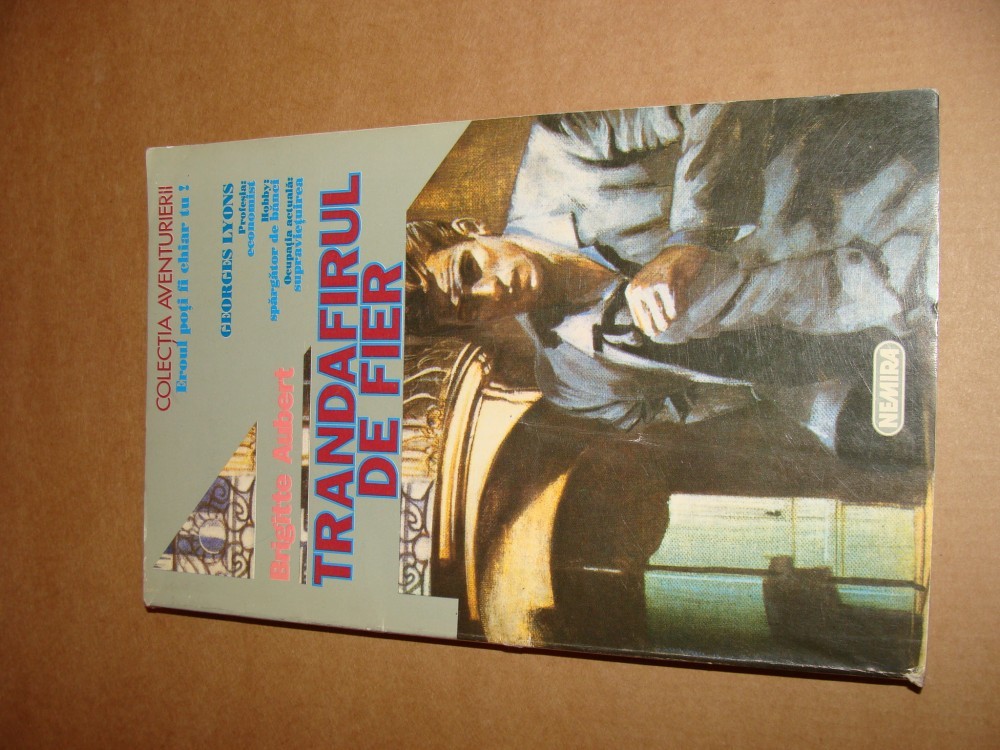 COLECȚIA AVENTURIERII
Eroul poți fi chiar tu !
GEORGES LYONS
Profesia:
economist
Hobby:
spărgător de bănci
Ocupația actuală:
supraviețuirea
Brigitte Aubert
TRANDAFIRUL
DE FIER
NEMIRA